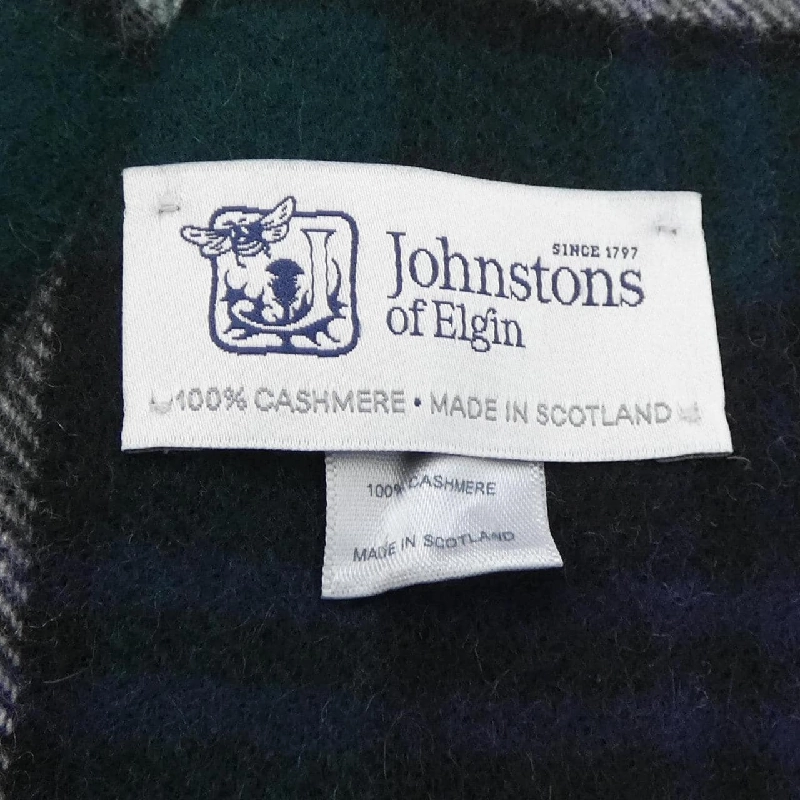 SINCE 1797
Johnstons
of Elgin
100% CASHMERE • MADE IN SCOTLAND
100% CASHMERE
MADE IN SCOTLAND